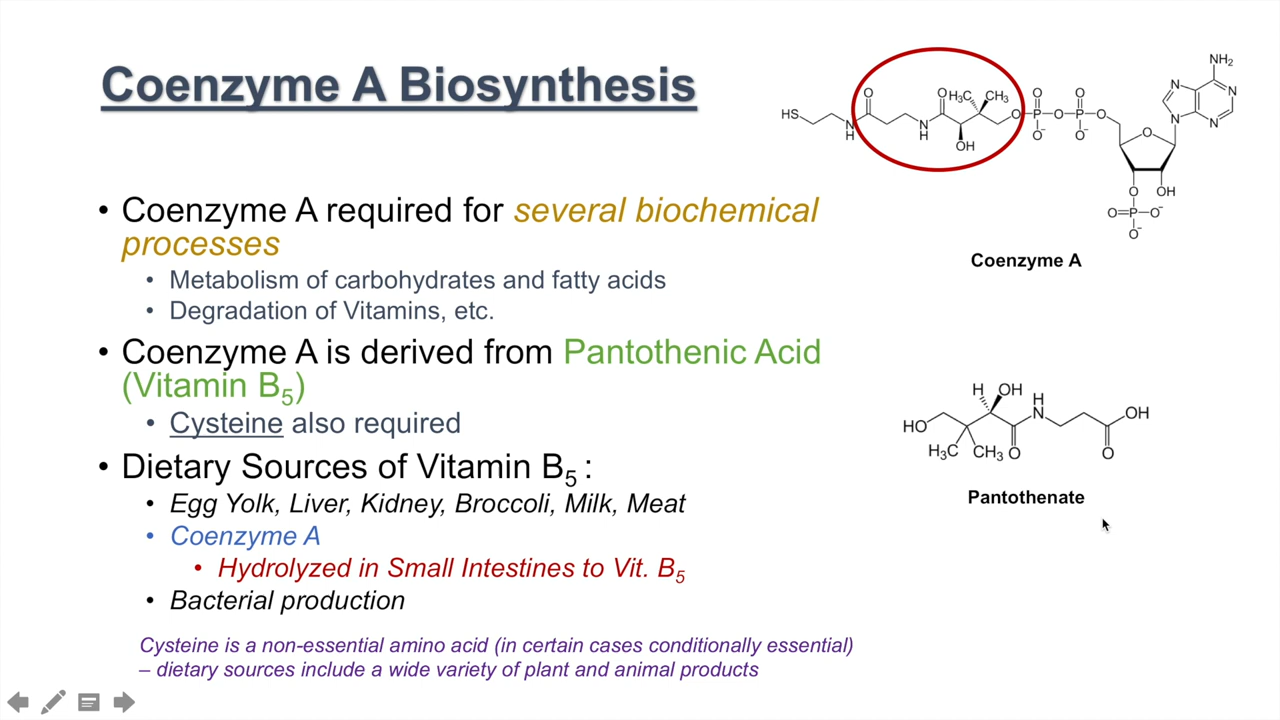 Coenzyme A Biosynthesis
• Coenzyme A required for several biochemical
processes
• Metabolism of carbohydrates and fatty acids
• Degradation of Vitamins, etc.
• Coenzyme A is derived from Pantothenic Acid
(Vitamin B₅)
• Cysteine also required
• Dietary Sources of Vitamin B₅ :
• Egg Yolk, Liver, Kidney, Broccoli, Milk, Meat
• Coenzyme A
• Hydrolyzed in Small Intestines to Vit. B₅
• Bacterial production
Cysteine is a non-essential amino acid (in certain cases conditionally essential)
– dietary sources include a wide variety of plant and animal products
NH₂
O O H₃C CH₃ O O N N
HS N H N H OH O P O P O O⁻ O⁻ O N N
O OH
O=P–O⁻
O⁻
Coenzyme A
H OH H
HO N OH
H₃C CH₃ O O
Pantothenate